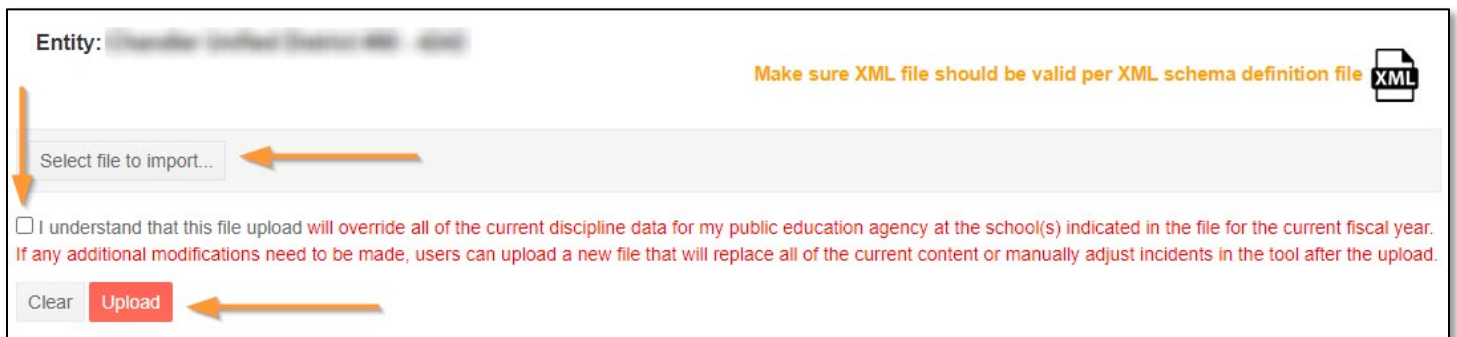 Entity:
Make sure XML file should be valid per XML schema definition file
XML
Select file to import...
I understand that this file upload will override all of the current discipline data for my public education agency at the school(s) indicated in the file for the current fiscal year.
If any additional modifications need to be made, users can upload a new file that will replace all of the current content or manually adjust incidents in the tool after the upload.
Clear Upload